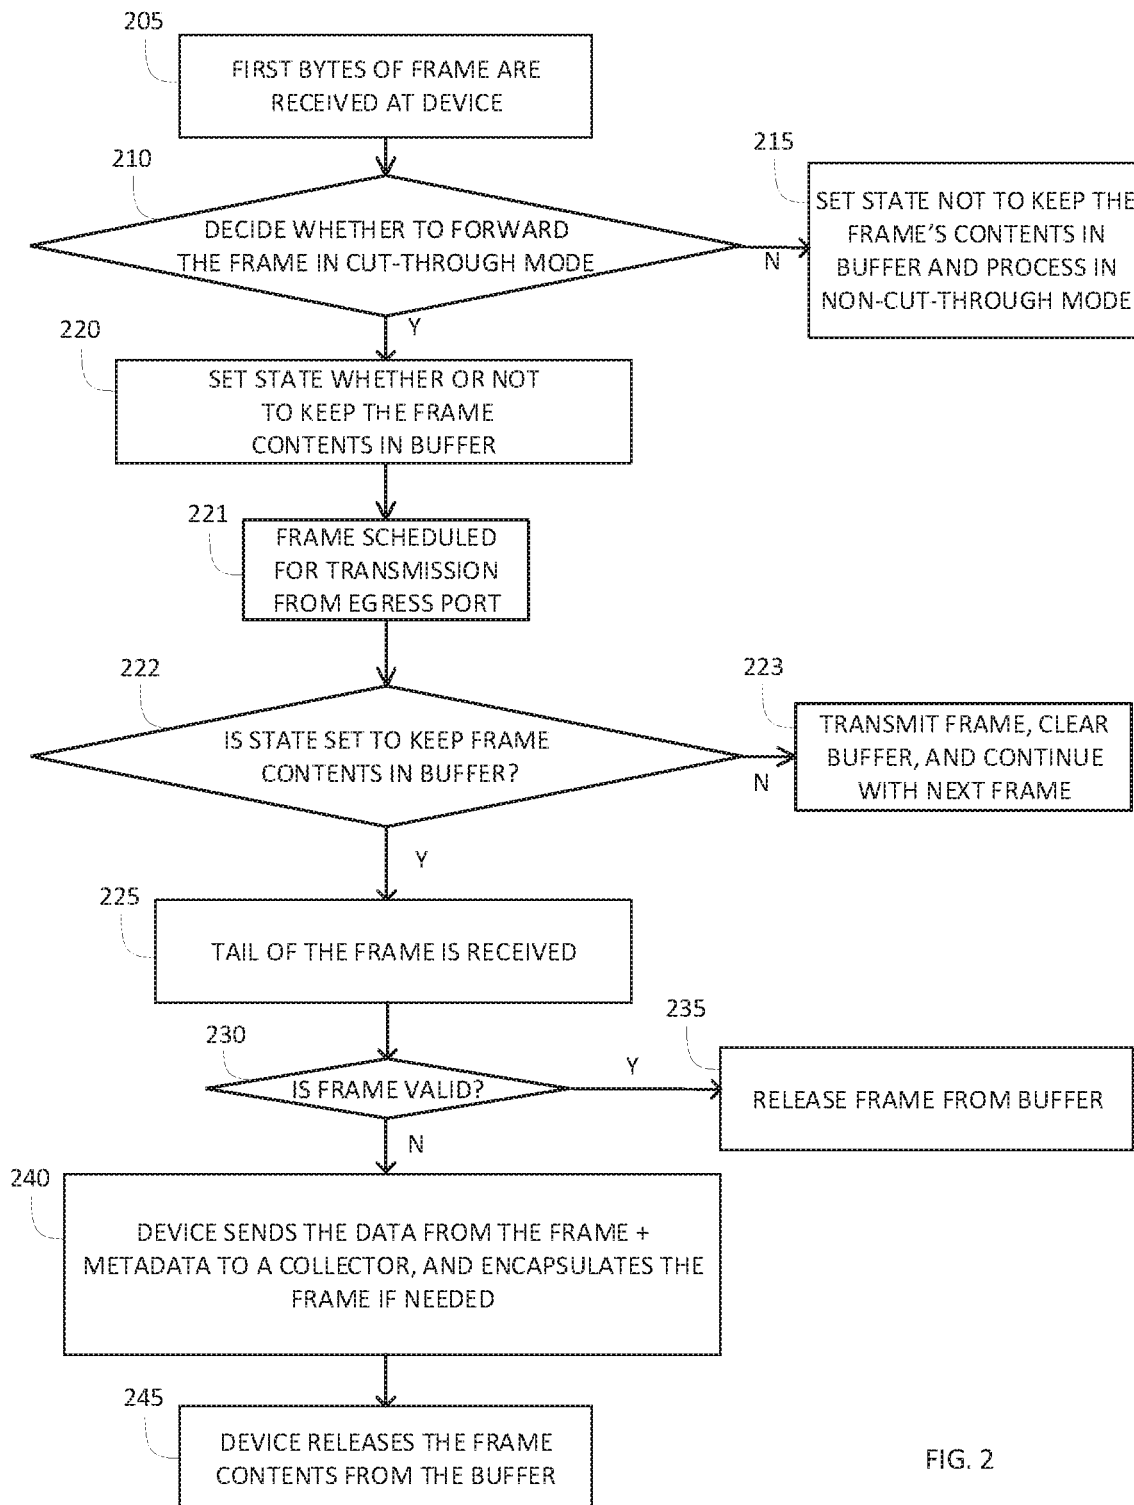 205
FIRST BYTES OF FRAME ARE
RECEIVED AT DEVICE
210
DECIDE WHETHER TO FORWARD
THE FRAME IN CUT-THROUGH MODE
N
215
SET STATE NOT TO KEEP THE
FRAME'S CONTENTS IN
BUFFER AND PROCESS IN
NON-CUT-THROUGH MODE
Y
220
SET STATE WHETHER OR NOT
TO KEEP THE FRAME
CONTENTS IN BUFFER
221
FRAME SCHEDULED
FOR TRANSMISSION
FROM EGRESS PORT
222
IS STATE SET TO KEEP FRAME
CONTENTS IN BUFFER?
N
223
TRANSMIT FRAME, CLEAR
BUFFER, AND CONTINUE
WITH NEXT FRAME
Y
225
TAIL OF THE FRAME IS RECEIVED
230
IS FRAME VALID?
Y
235
RELEASE FRAME FROM BUFFER
N
240
DEVICE SENDS THE DATA FROM THE FRAME +
METADATA TO A COLLECTOR, AND ENCAPSULATES THE
FRAME IF NEEDED
245
DEVICE RELEASES THE FRAME
CONTENTS FROM THE BUFFER
FIG. 2